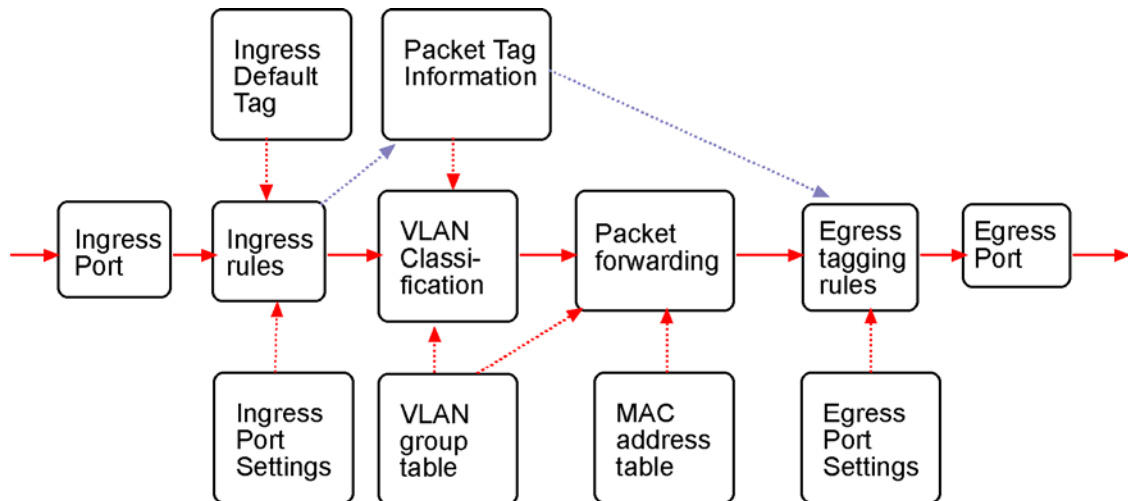 Ingress
Default
Tag
Packet Tag
Information
Ingress
Port
Ingress
rules
VLAN
Classi-
fication
Packet
forwarding
Egress
tagging
rules
Egress
Port
Ingress
Port
Settings
VLAN
group
table
MAC
address
table
Egress
Port
Settings